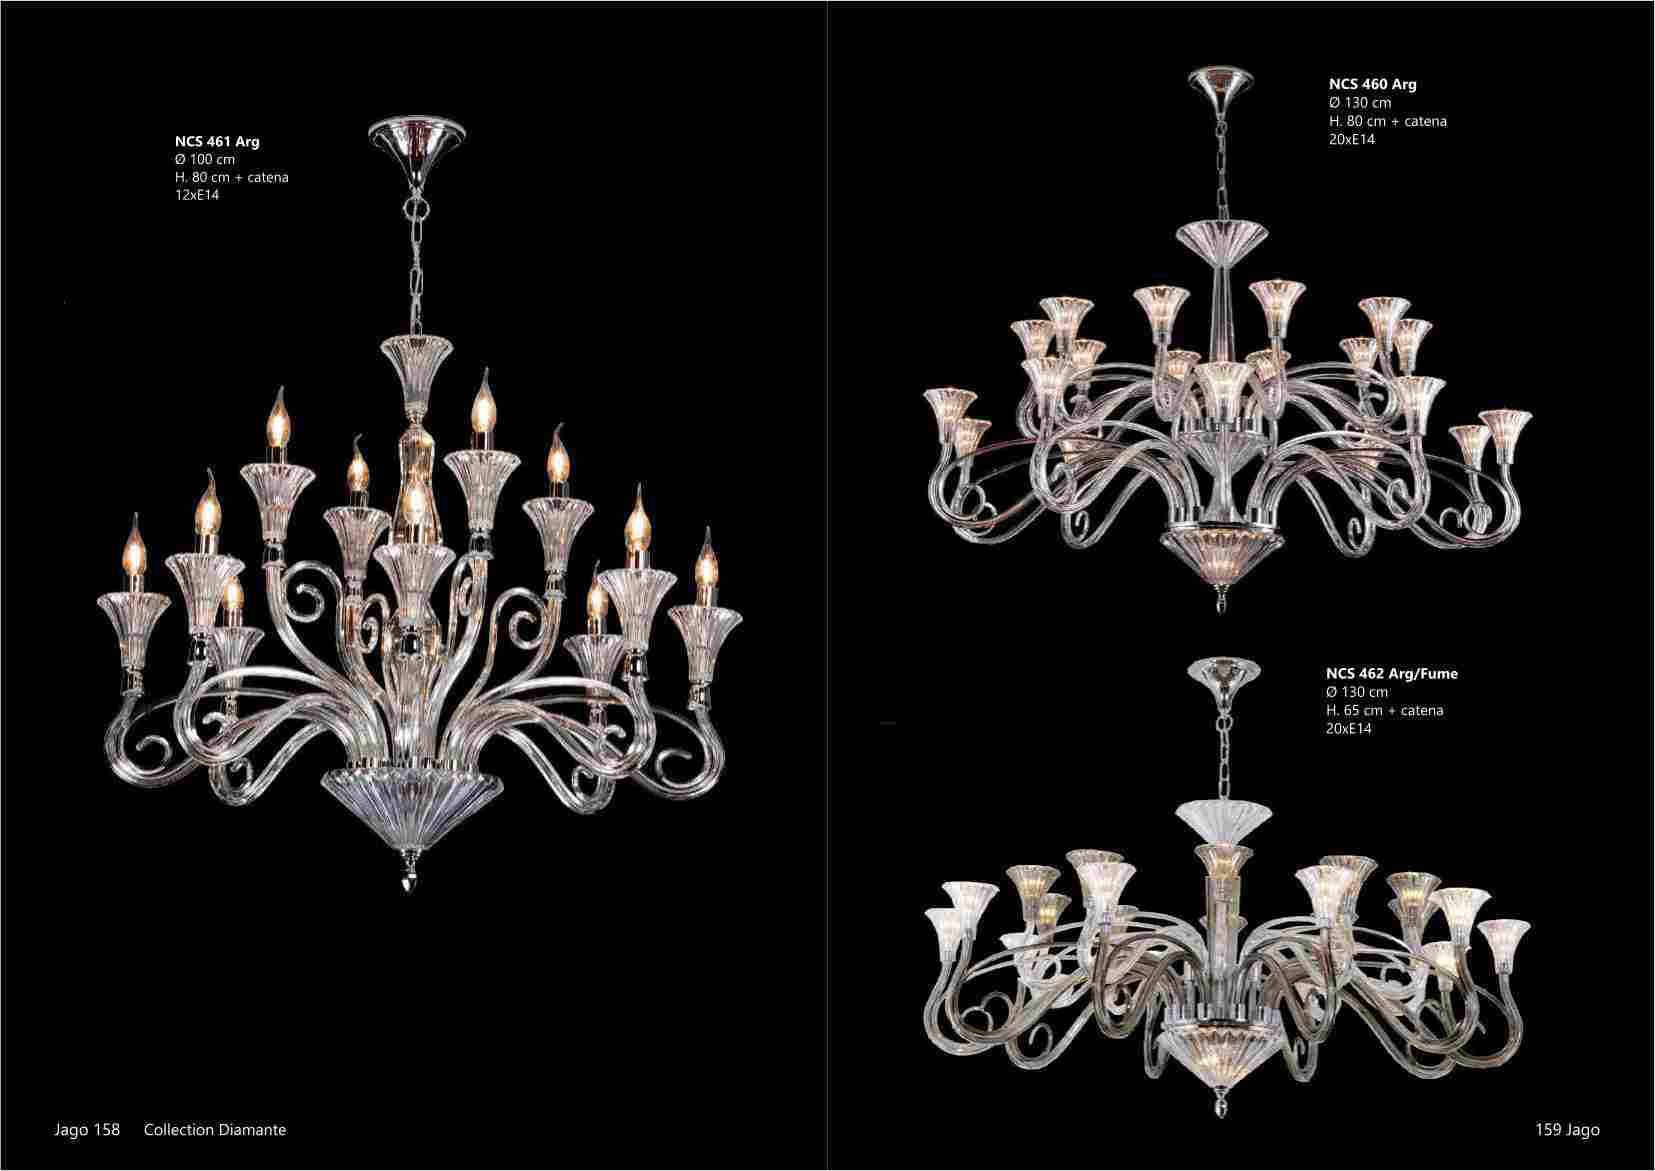 NCS 461 Arg
Ø 100 cm
H. 80 cm + catena
12xE14
Jago 158 Collection Diamante
NCS 460 Arg
Ø 130 cm
H. 80 cm + catena
20xE14
NCS 462 Arg/Fume
Ø 130 cm
H. 65 cm + catena
20xE14
159 Jago